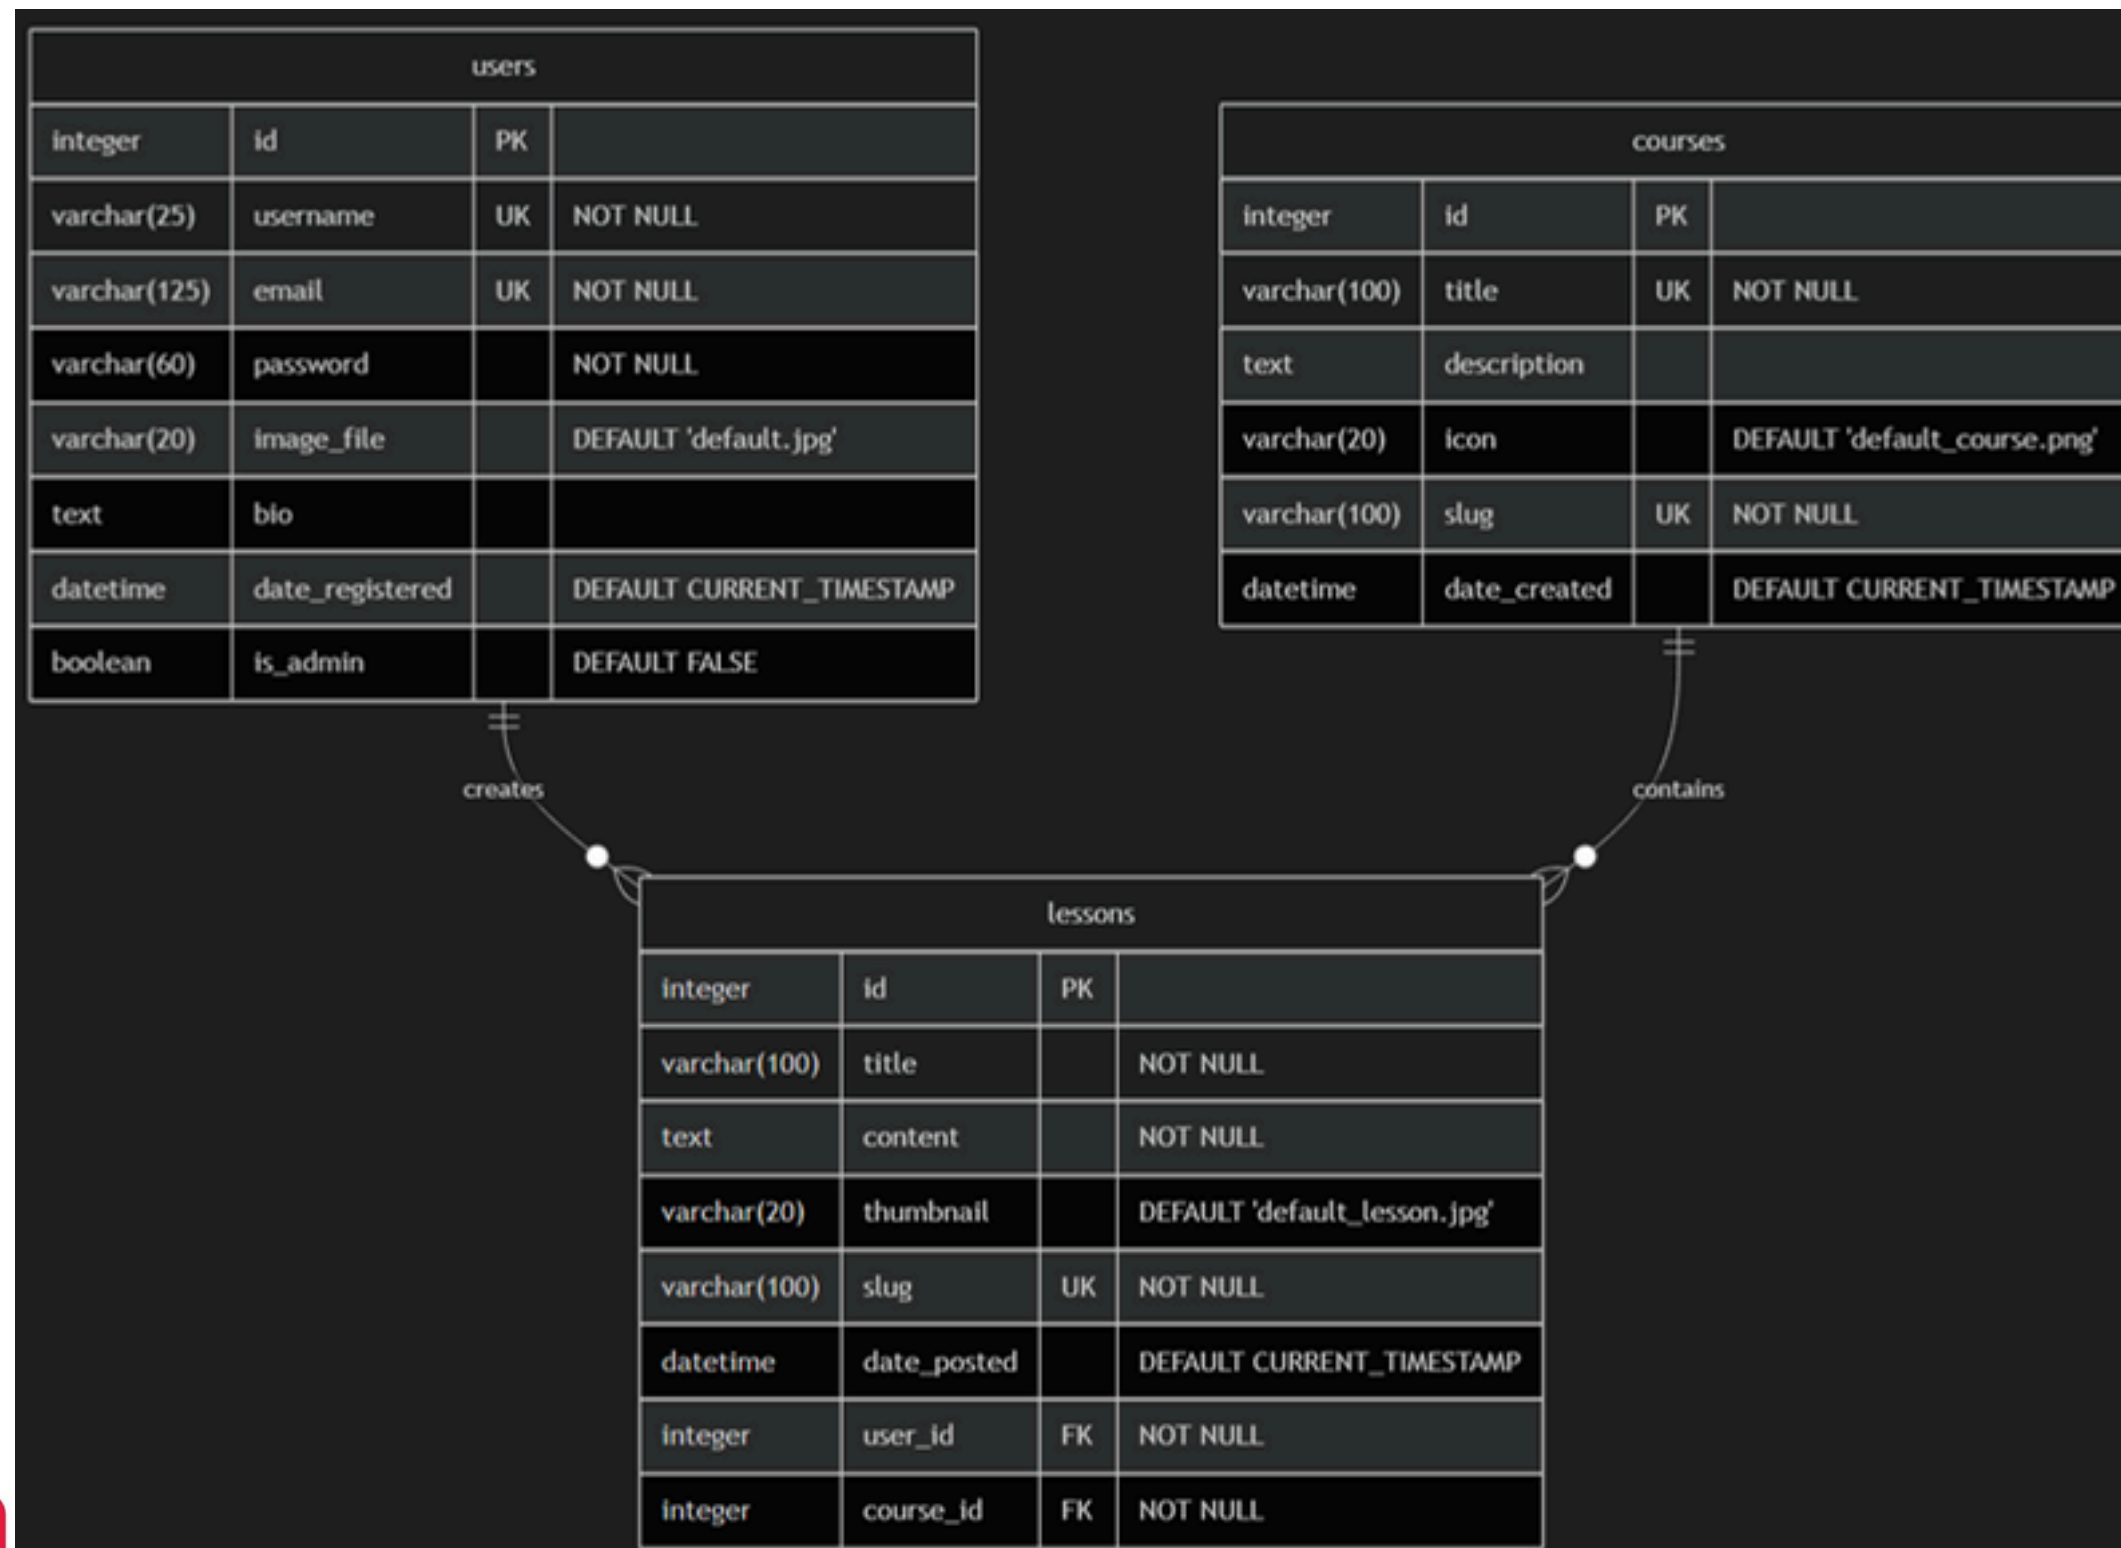 users
integer id PK
varchar(25) username UK NOT NULL
varchar(125) email UK NOT NULL
varchar(60) password NOT NULL
varchar(20) image_file DEFAULT 'default.jpg'
text bio
datetime date_registered DEFAULT CURRENT_TIMESTAMP
boolean is_admin DEFAULT FALSE
courses
integer id PK
varchar(100) title UK NOT NULL
text description
varchar(20) icon DEFAULT 'default_course.png'
varchar(100) slug UK NOT NULL
datetime date_created DEFAULT CURRENT_TIMESTAMP
creates
contains
lessons
integer id PK
varchar(100) title NOT NULL
text content NOT NULL
varchar(20) thumbnail DEFAULT 'default_lesson.jpg'
varchar(100) slug UK NOT NULL
datetime date_posted DEFAULT CURRENT_TIMESTAMP
integer user_id FK NOT NULL
integer course_id FK NOT NULL